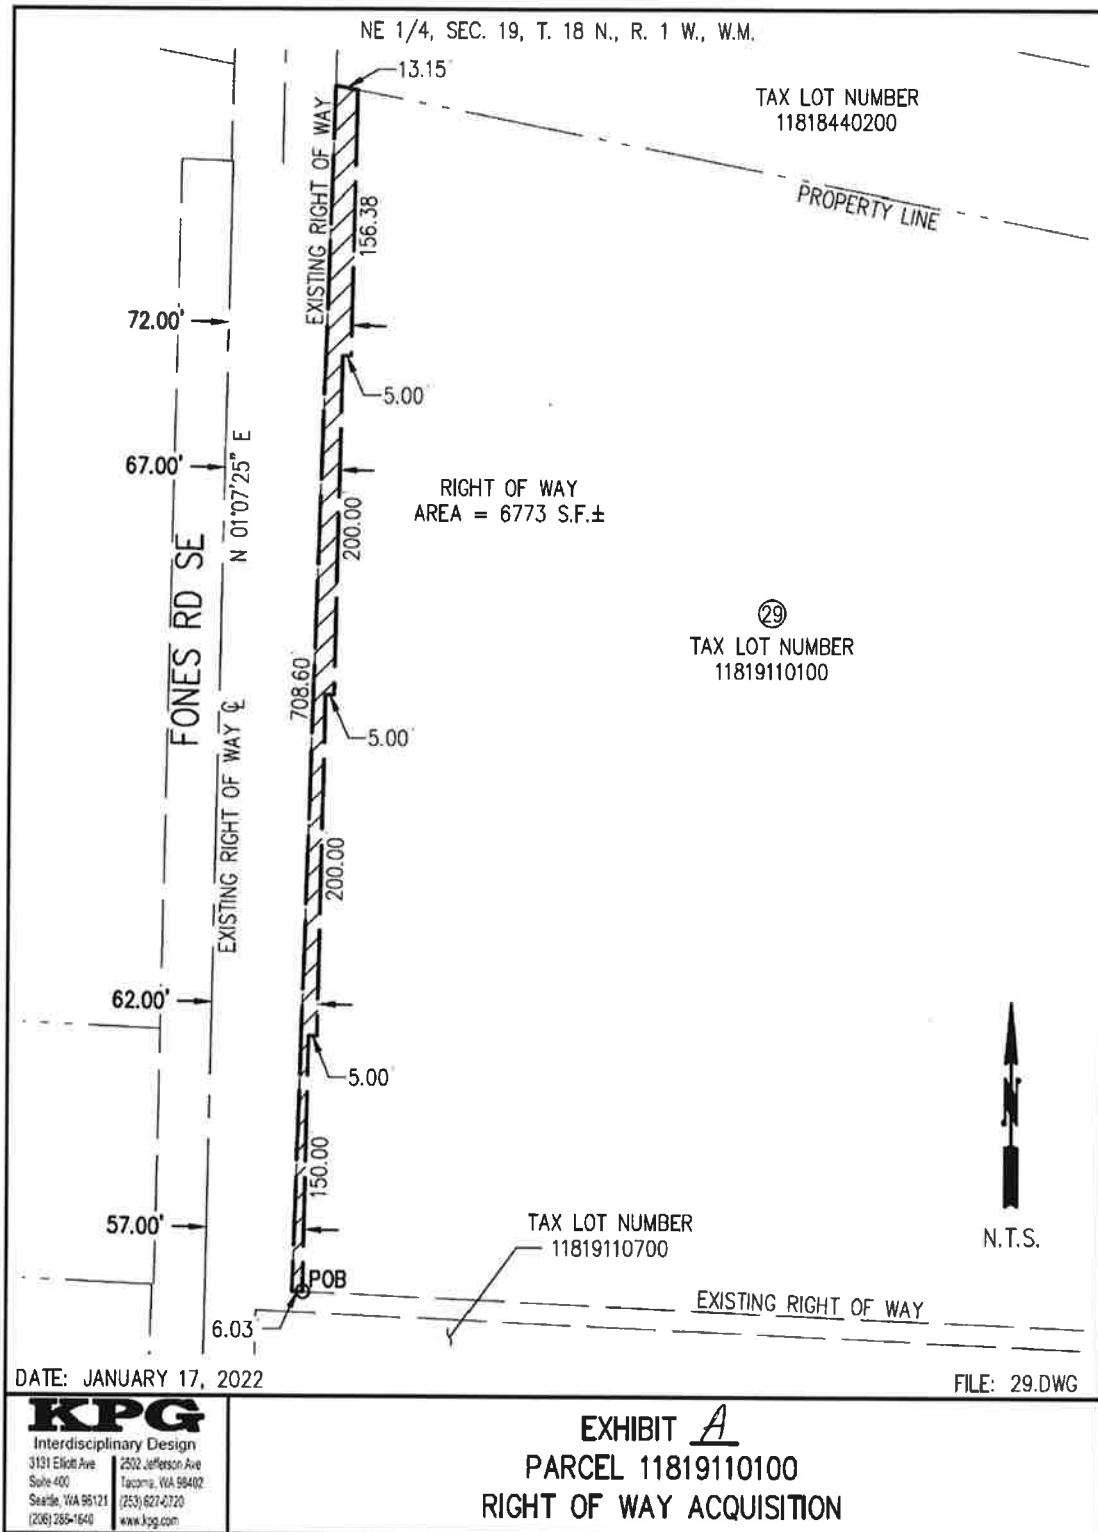 NE 1/4, SEC. 19, T. 18 N., R. 1 W., W.M.
13.15'
TAX LOT NUMBER
11818440200
EXISTING RIGHT OF WAY
156.38
PROPERTY LINE
72.00'
5.00'
67.00'
N 01°07'25" E
RIGHT OF WAY
AREA = 6773 S.F.±
200.00'
FONES RD SE
29
TAX LOT NUMBER
11819110100
708.60'
EXISTING RIGHT OF WAY ℄
5.00'
200.00'
62.00'
5.00'
150.00'
57.00'
TAX LOT NUMBER
11819110700
N
N.T.S.
POB
EXISTING RIGHT OF WAY
6.03'
DATE: JANUARY 17, 2022
FILE: 29.DWG
KPG
Interdisciplinary Design
3131 Elliott Ave
Suite 400
Seattle, WA 98121
(206) 286-1640
2502 Jefferson Ave
Tacoma, WA 98402
(253) 627-0720
www.kpg.com
EXHIBIT A
PARCEL 11819110100
RIGHT OF WAY ACQUISITION